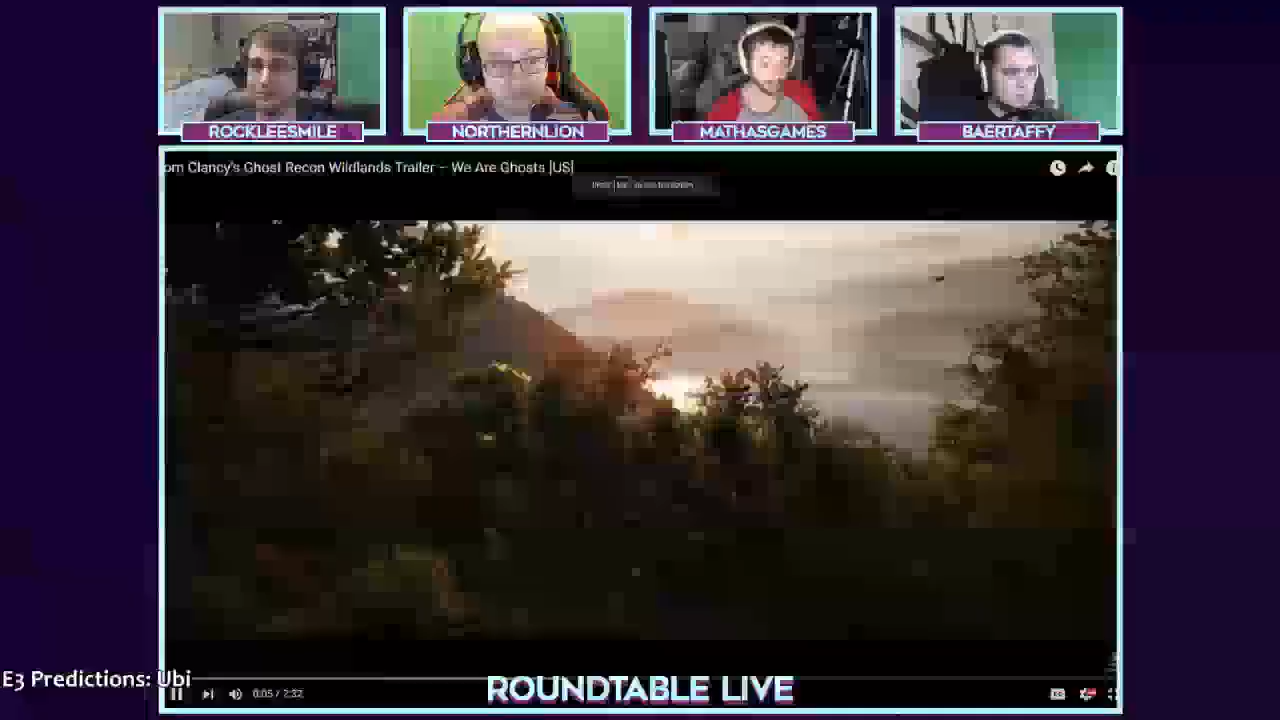 ROCKLEESMILE
NORTHERNLION
MATHASGAMES
BAERTAFFY
om Clancy's Ghost Recon Wildlands Trailer – We Are Ghosts [US]
E3 Predictions: Ubi
0:05 / 2:32
ROUNDTABLE LIVE